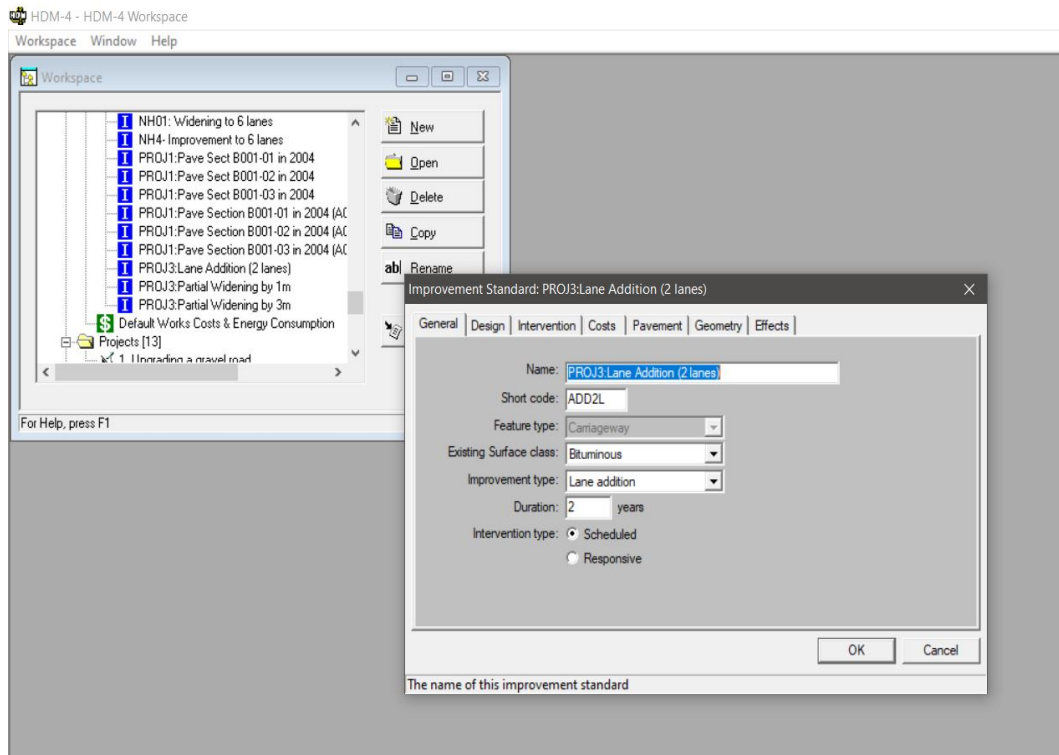 HDM-4 - HDM-4 Workspace
Workspace Window Help
Workspace
NH01: Widening to 6 lanes
NH4- Improvement to 6 lanes
PROJ1:Pave Sect B001-01 in 2004
PROJ1:Pave Sect B001-02 in 2004
PROJ1:Pave Sect B001-03 in 2004
PROJ1:Pave Section B001-01 in 2004 (AC
PROJ1:Pave Section B001-02 in 2004 (AC
PROJ1:Pave Section B001-03 in 2004 (AC
PROJ3:Lane Addition (2 lanes)
PROJ3:Partial Widening by 1m
PROJ3:Partial Widening by 3m
Default Works Costs & Energy Consumption
Projects [13]
1. Upgrading a gravel road
New
Open
Delete
Copy
Rename
For Help, press F1
Improvement Standard: PROJ3:Lane Addition (2 lanes)
General Design Intervention Costs Pavement Geometry Effects
Name: PROJ3:Lane Addition (2 lanes)
Short code: ADD2L
Feature type: Carriageway
Existing Surface class: Bituminous
Improvement type: Lane addition
Duration: 2 years
Intervention type: Scheduled
Responsive
OK Cancel
The name of this improvement standard